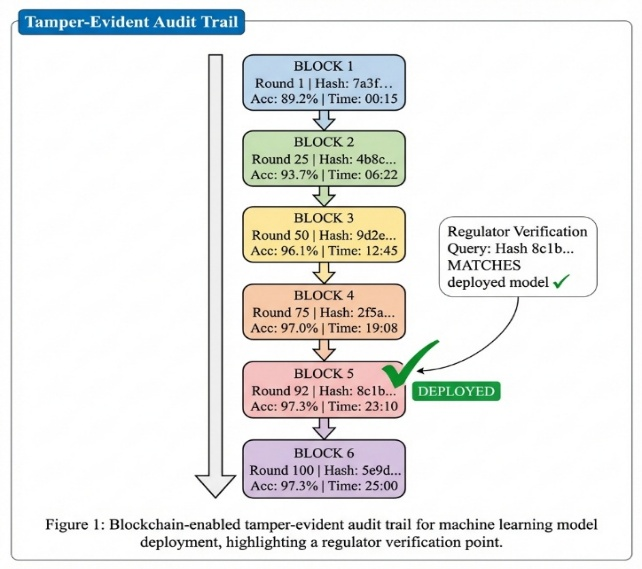 Tamper-Evident Audit Trail
BLOCK 1
Round 1 | Hash: 7a3f...
Acc: 89.2% | Time: 00:15
BLOCK 2
Round 25 | Hash: 4b8c...
Acc: 93.7% | Time: 06:22
BLOCK 3
Round 50 | Hash: 9d2e...
Acc: 96.1% | Time: 12:45
BLOCK 4
Round 75 | Hash: 2f5a...
Acc: 97.0% | Time: 19:08
BLOCK 5
Round 92 | Hash: 8c1b...
Acc: 97.3% | Time: 23:10
DEPLOYED
Regulator Verification
Query: Hash 8c1b...
MATCHES
deployed model ✓
BLOCK 6
Round 100 | Hash: 5e9d...
Acc: 97.3% | Time: 25:00
Figure 1: Blockchain-enabled tamper-evident audit trail for machine learning model
deployment, highlighting a regulator verification point.